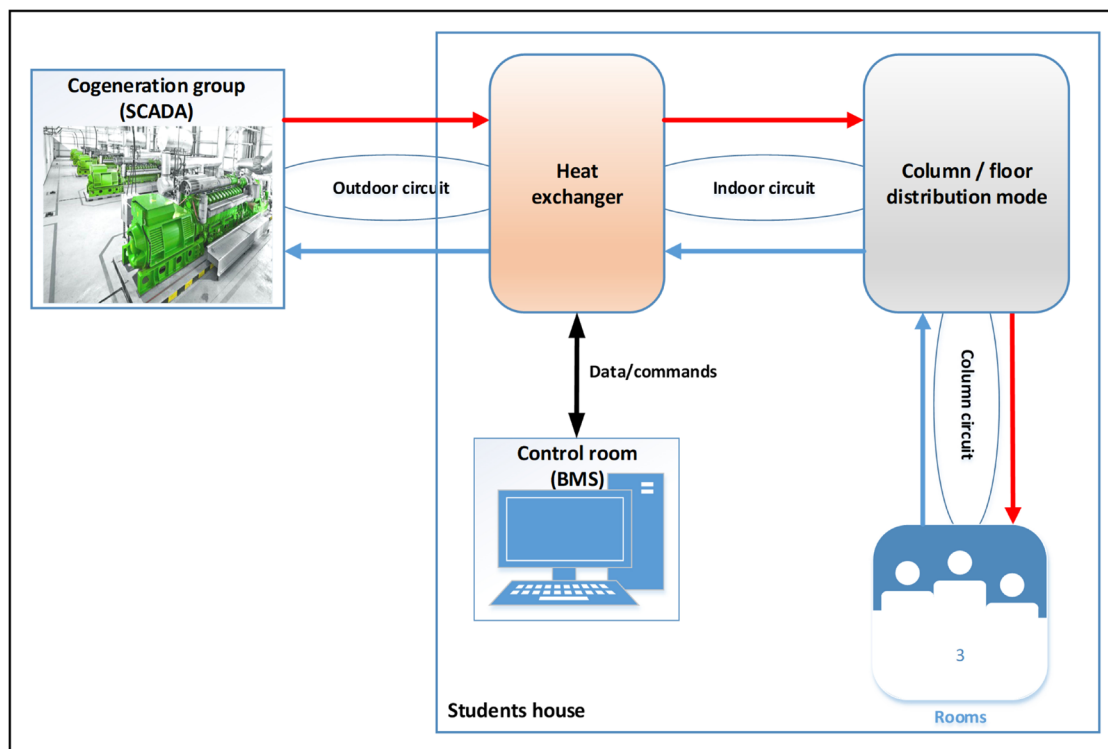 Cogeneration group
(SCADA)
Outdoor circuit
Heat
exchanger
Indoor circuit
Column / floor
distribution mode
Data/commands
Column circuit
Control room
(BMS)
3
Students house
Rooms